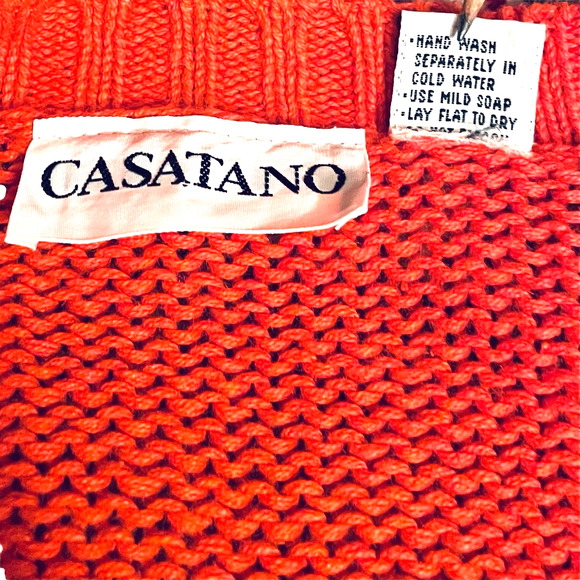 CASATANO
•HAND WASH
SEPARATELY IN
COLD WATER
•USE MILD SOAP
•LAY FLAT TO DRY